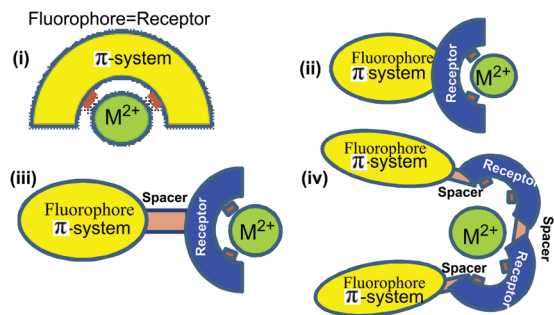 Fluorophore=Receptor
(i)
π-system
M2+
(ii)
Fluorophore
π system
Receptor
M2+
(iii)
Fluorophore
π-system
Spacer
Receptor
M2+
(iv)
Fluorophore
π-system
Spacer
Receptor
M2+
Spacer
Receptor
Spacer
Fluorophore
π-system